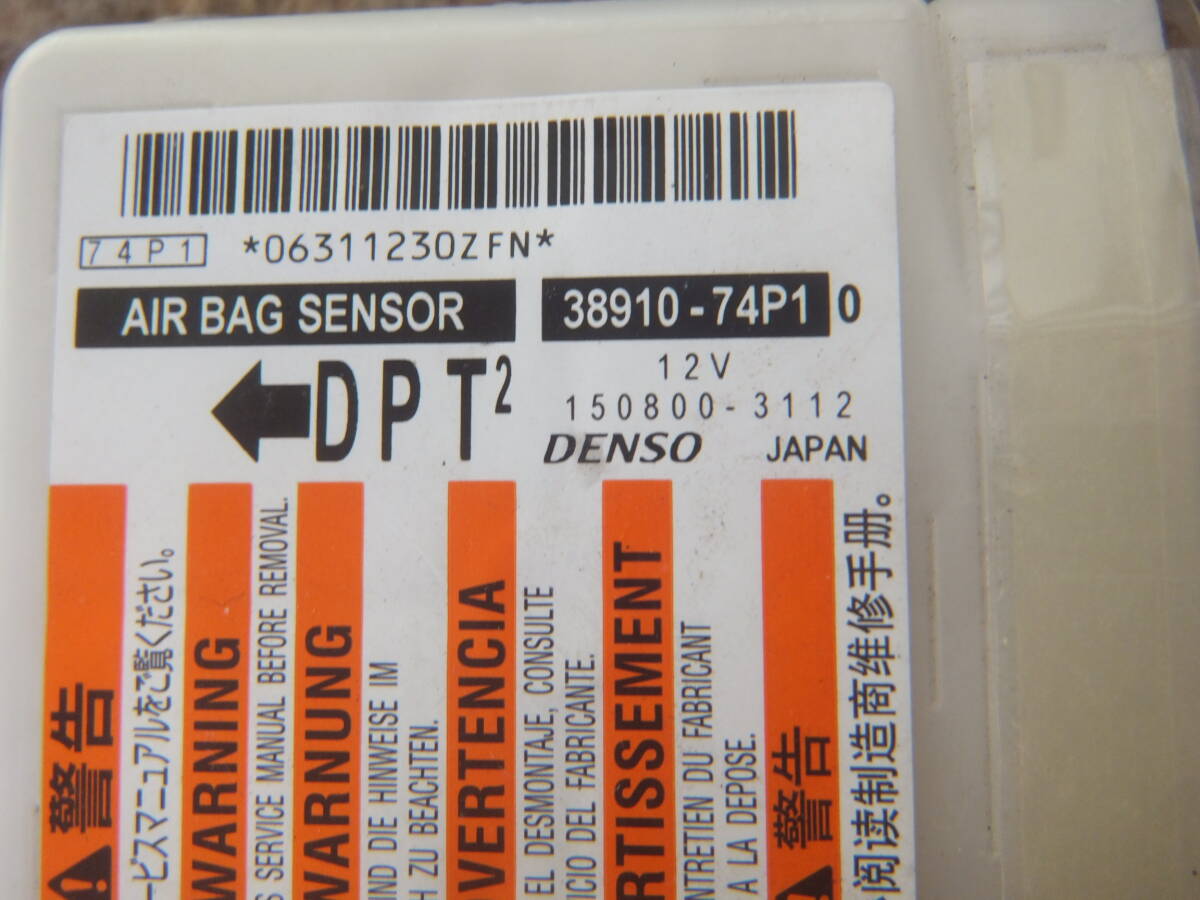 74P1 *06311230ZFN*
AIR BAG SENSOR 38910-74P1 0
DPT2 12V
150800-3112
DENSO JAPAN
警告
ービスマニュアルをご覧ください。
WARNING
SERVICE MANUAL BEFORE REMOVAL.
WARNUNG
DIE HINWEISE IM
ZU BEACHTEN.
VERTENCIA
EL DESMONTAJE, CONSULTE
DEL FABRICANTE.
RTISSEMENT
NTRETIEN DU FABRICANT
A LA DEPOSE.
警告
阅读制造商维修手册。